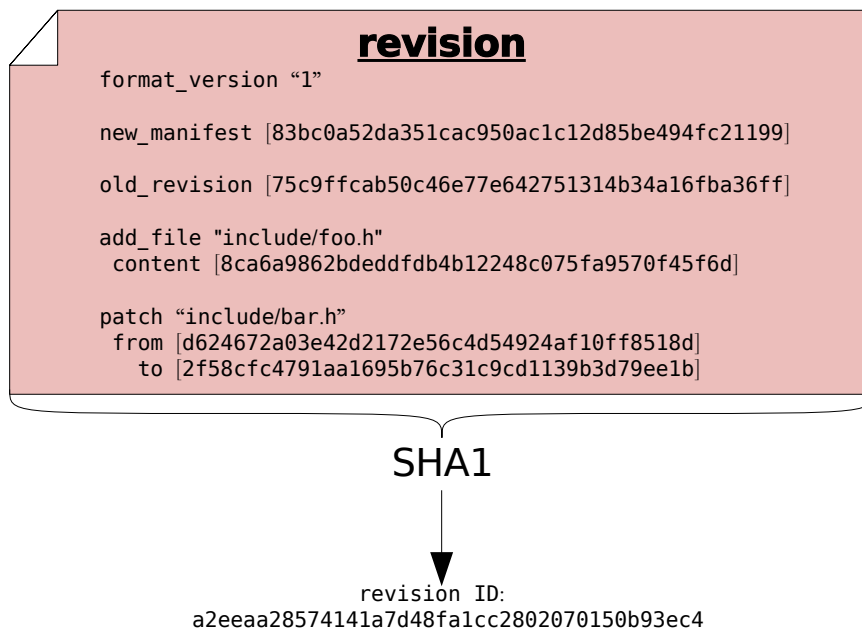 revision
format_version “1”
new_manifest [83bc0a52da351cac950ac1c12d85be494fc21199]
old_revision [75c9ffcab50c46e77e642751314b34a16fba36ff]
add_file "include/foo.h"
content [8ca6a9862bdeddfdb4b12248c075fa9570f45f6d]
patch “include/bar.h”
from [d624672a03e42d2172e56c4d54924af10ff8518d]
to [2f58cfc4791aa1695b76c31c9cd1139b3d79ee1b]
SHA1
revision ID:
a2eeaa28574141a7d48fa1cc2802070150b93ec4